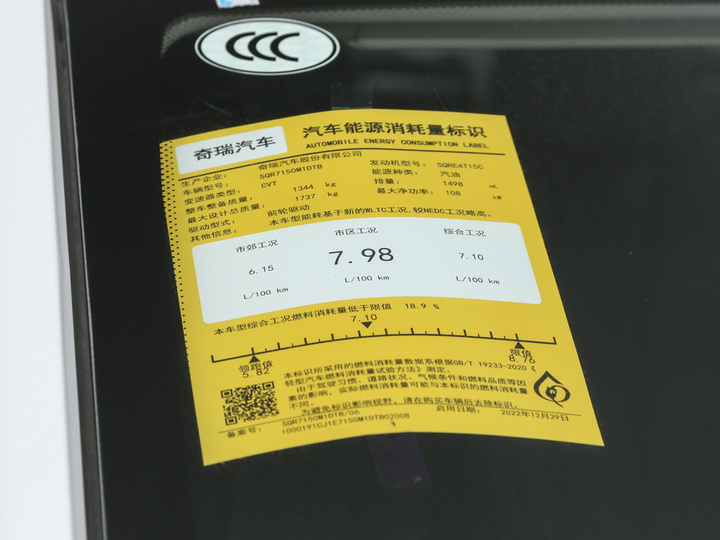 CCC
奇瑞汽车
汽车能源消耗量标识
AUTOMOBILE ENERGY CONSUMPTION LABEL
生产企业： 奇瑞汽车股份有限公司
车辆型号： SQR7150M1DTB 发动机型号： SQRE4T15C
变速器类型： CVT 能源种类： 汽油
整车整备质量： 1344 kg 排量： 1498 mL
最大设计总质量： 1737 kg 最大净功率： 108 kW
驱动型式： 前轮驱动
其他信息： 本车型能耗基于新的WLTC工况，较NEDC工况略高。
市郊工况 市区工况 综合工况
6.15 7.98 7.10
L/100 km L/100 km L/100 km
本车型综合工况燃料消耗量低于限值 18.9 %
7.10
领跑值 限值
5.82 8.76
本标识所采用的燃料消耗量数据系根据GB/T 19233-2020《
轻型汽车燃料消耗量试验方法》测定。
由于驾驶习惯、道路状况、气候条件和燃料品质等因
素的影响，实际燃料消耗量可能与本标识的燃料消耗量
不同。
为避免标识影响视野，请在购买车辆后去除标识。
SQR7150M1DTB/06 启用日期： 2022年12月29日
备案号： I000191CJ1E7150M1DTB02008